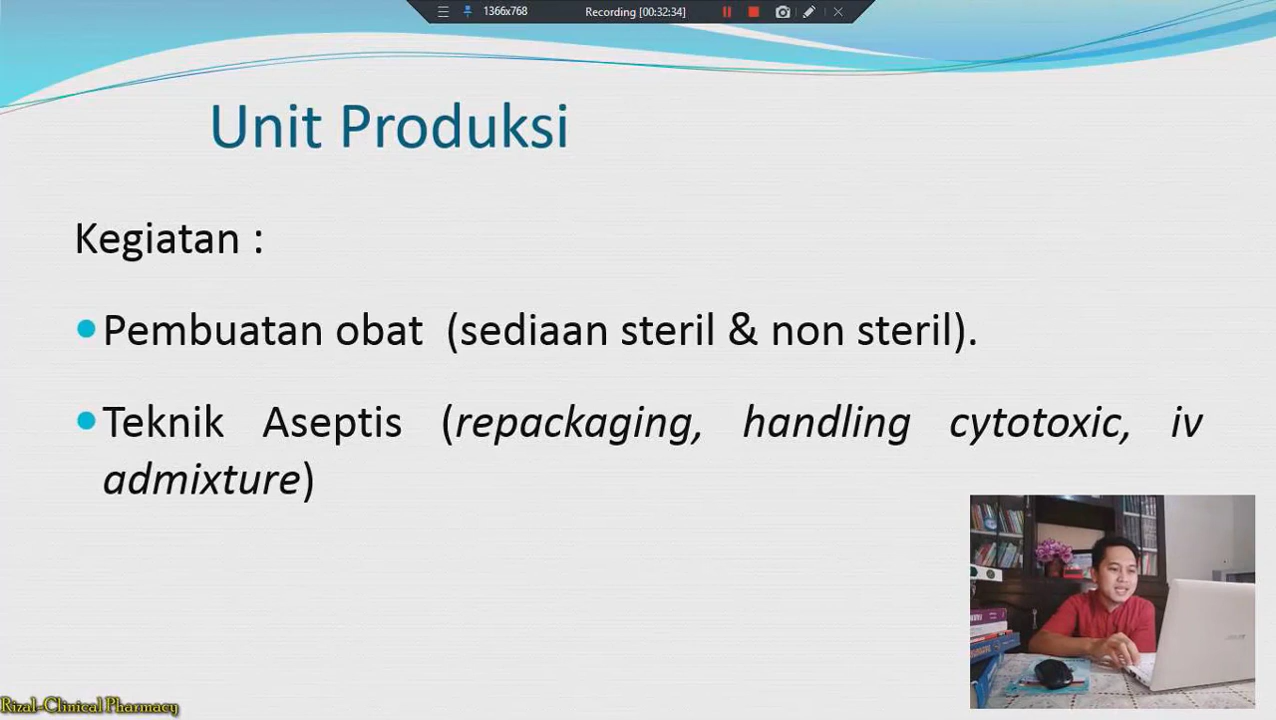 1366x768 Recording [00:32:34]
Unit Produksi
Kegiatan :
Pembuatan obat (sediaan steril & non steril).
Teknik Aseptis (repackaging, handling cytotoxic, iv
admixture)
Rizal-Clinical Pharmacy